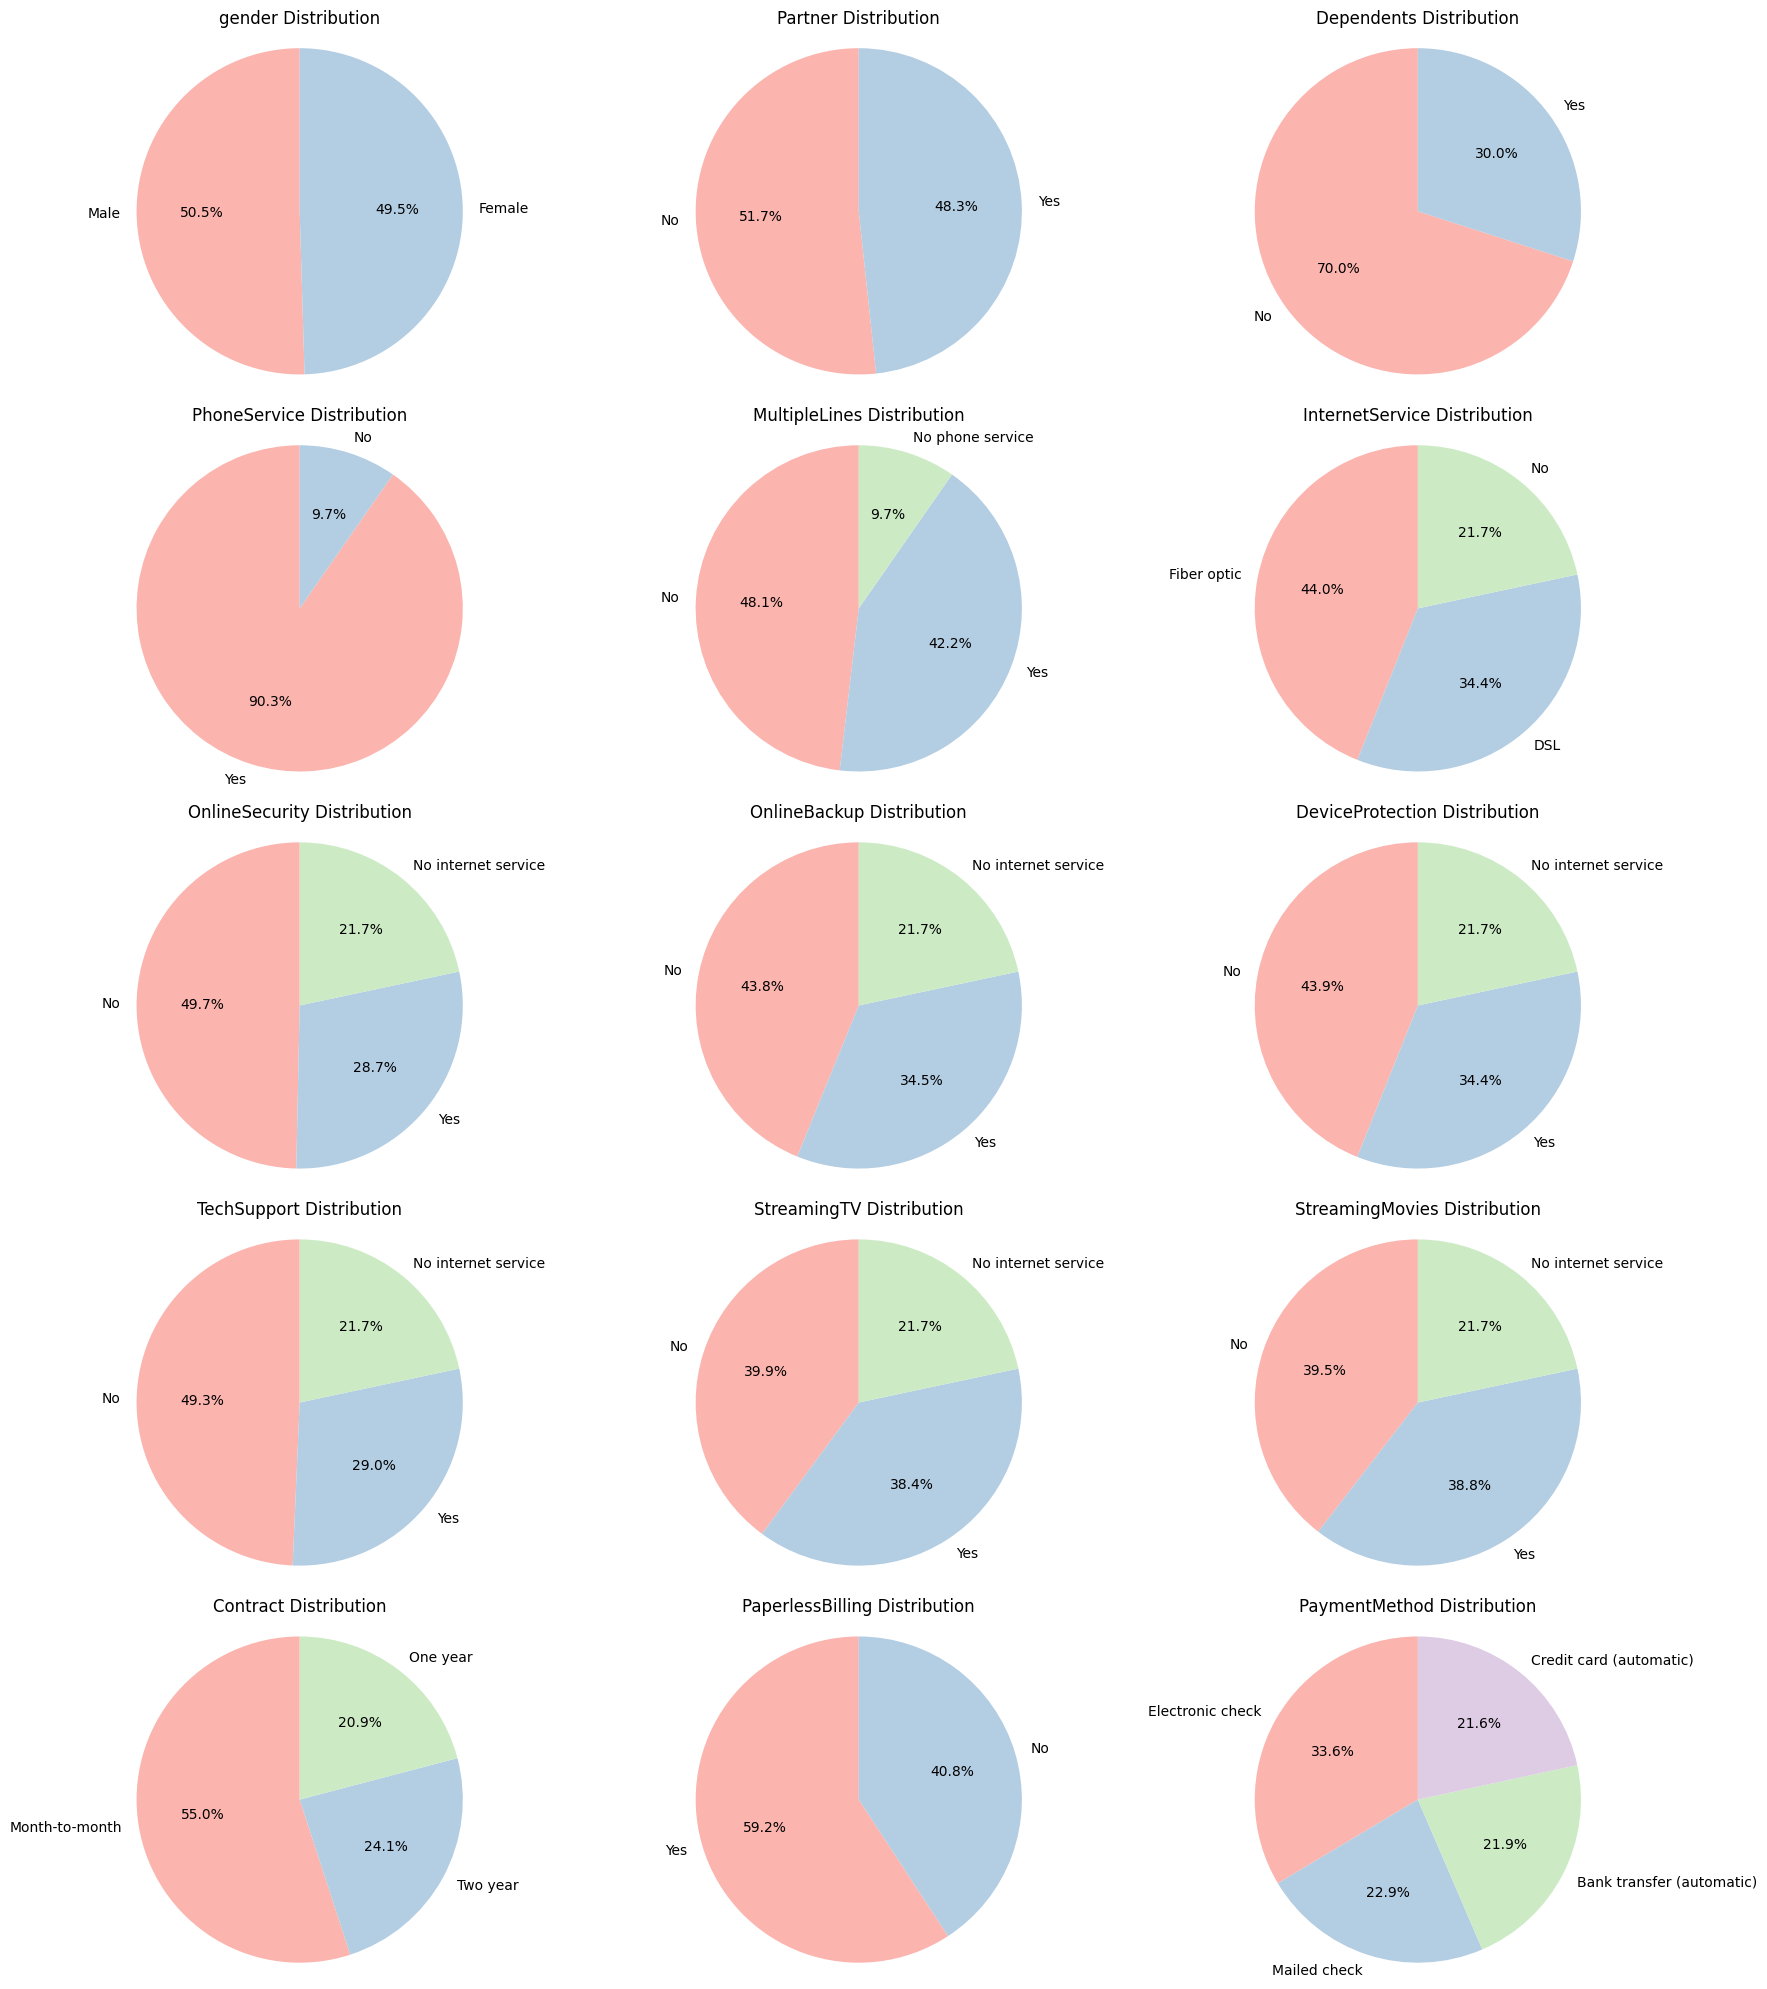 gender Distribution
Male
50.5%
49.5%
Female
Partner Distribution
No
51.7%
48.3%
Yes
Dependents Distribution
Yes
30.0%
70.0%
No
PhoneService Distribution
No
9.7%
90.3%
Yes
MultipleLines Distribution
No phone service
9.7%
No
48.1%
42.2%
Yes
InternetService Distribution
No
21.7%
Fiber optic
44.0%
34.4%
DSL
OnlineSecurity Distribution
No internet service
21.7%
No
49.7%
28.7%
Yes
OnlineBackup Distribution
No internet service
21.7%
No
43.8%
34.5%
Yes
DeviceProtection Distribution
No internet service
21.7%
No
43.9%
34.4%
Yes
TechSupport Distribution
No internet service
21.7%
No
49.3%
29.0%
Yes
StreamingTV Distribution
No internet service
21.7%
No
39.9%
38.4%
Yes
StreamingMovies Distribution
No internet service
21.7%
No
39.5%
38.8%
Yes
Contract Distribution
One year
20.9%
Month-to-month
55.0%
24.1%
Two year
PaperlessBilling Distribution
No
40.8%
59.2%
Yes
PaymentMethod Distribution
Credit card (automatic)
21.6%
Electronic check
33.6%
21.9%
Bank transfer (automatic)
22.9%
Mailed check